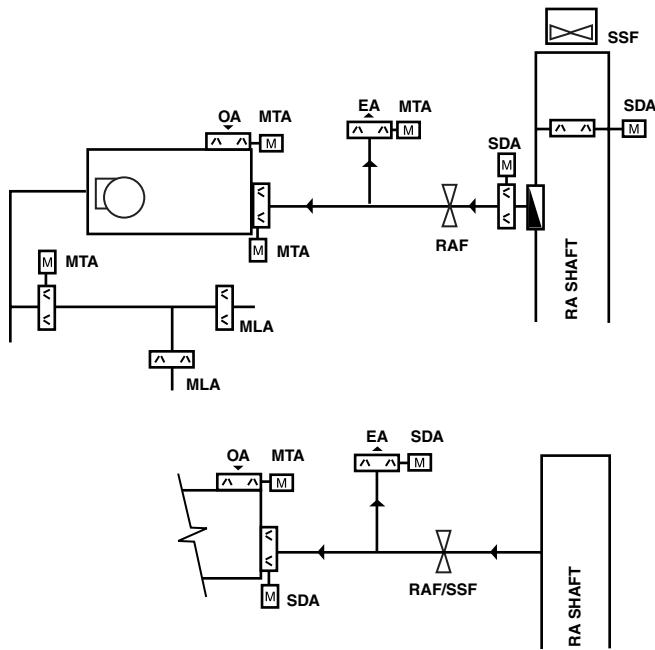 SSF
OA MTA
M
EA MTA
M
SDA
M
SDA
M
RAF
M MTA
M MTA
RA SHAFT
MLA
MLA
EA SDA
M
OA MTA
M
RAF/SSF
M SDA
RA SHAFT